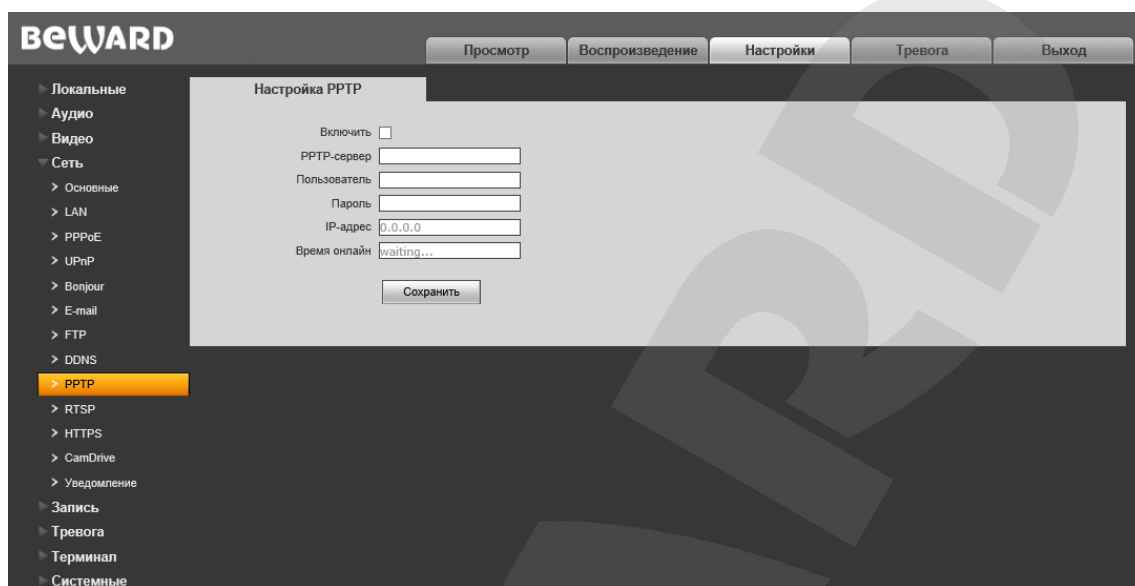 BEWARD
Просмотр
Воспроизведение
Настройки
Тревога
Выход
Локальные
Аудио
Видео
Сеть
Основные
LAN
PPPoE
UPnP
Bonjour
E-mail
FTP
DDNS
PPTP
RTSP
HTTPS
CamDrive
Уведомление
Запись
Тревога
Терминал
Системные
Настройка PPTP
Включить
PPTP-сервер
Пользователь
Пароль
IP-адрес 0.0.0.0
Время онлайн waiting...
Сохранить